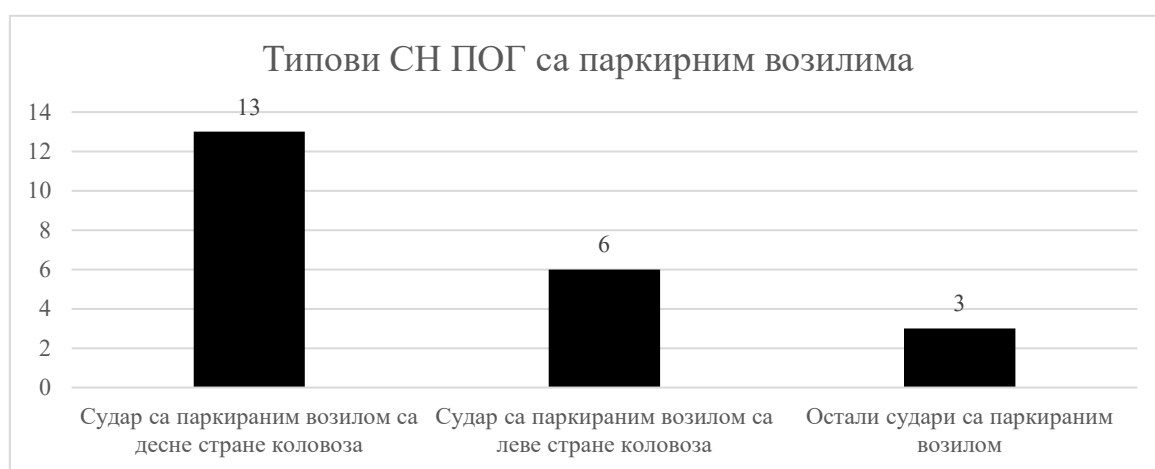 Типови СН ПОГ са паркирним возилима
14
12
10
8
6
4
2
0
13
6
3
Судар са паркираним возилом са
десне стране коловоза
Судар са паркираним возилом са
леве стране коловоза
Остали судари са паркираним
возилом